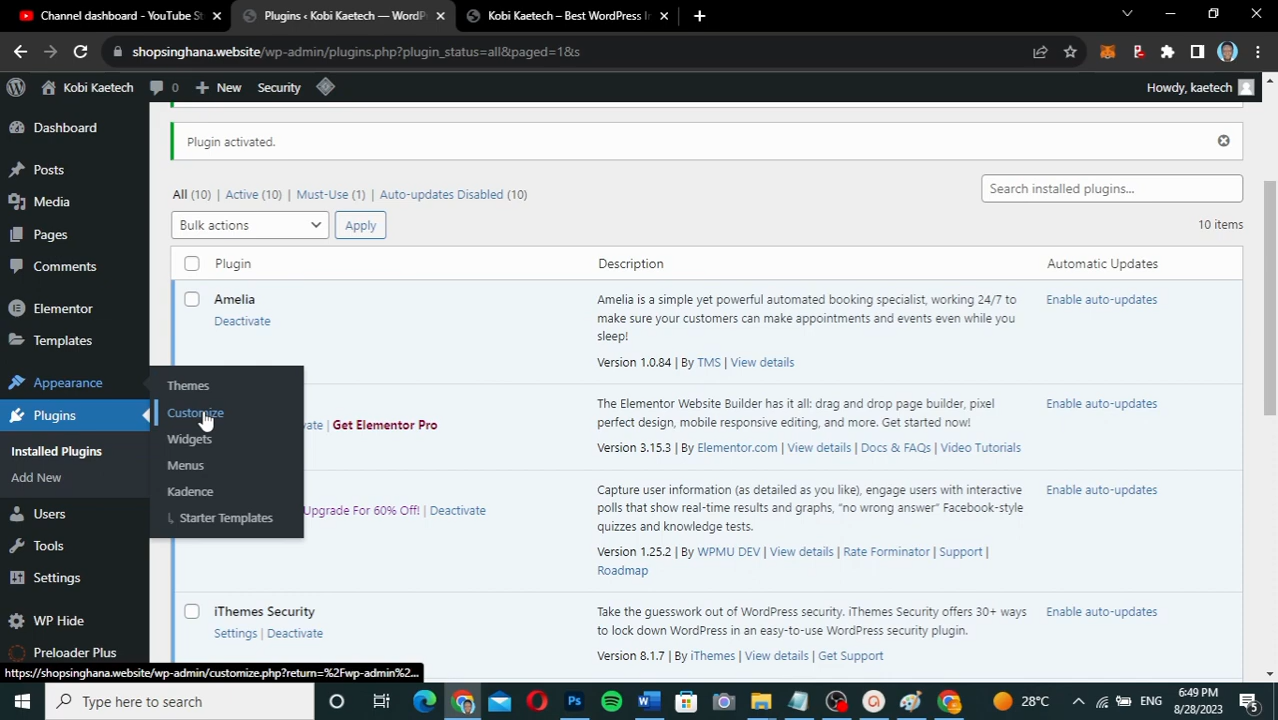 Channel dashboard - YouTube S
Plugins ‹ Kobi Kaetech — WordP
Kobi Kaetech – Best WordPress In
shopsinghana.website/wp-admin/plugins.php?plugin_status=all&paged=1&s
Kobi Kaetech
0
New
Security
Howdy, kaetech
Dashboard
Posts
Media
Pages
Comments
Elementor
Templates
Appearance
Plugins
Installed Plugins
Add New
Users
Tools
Settings
WP Hide
Preloader Plus
Themes
Customize
Widgets
Menus
Kadence
Starter Templates
Plugin activated.
All (10) | Active (10) | Must-Use (1) | Auto-updates Disabled (10)
Search installed plugins...
Bulk actions
Apply
10 items
Plugin
Description
Automatic Updates
Amelia
Deactivate
Amelia is a simple yet powerful automated booking specialist, working 24/7 to
make sure your customers can make appointments and events even while you
sleep!
Version 1.0.84 | By TMS | View details
Enable auto-updates
vate | Get Elementor Pro
The Elementor Website Builder has it all: drag and drop page builder, pixel
perfect design, mobile responsive editing, and more. Get started now!
Version 3.15.3 | By Elementor.com | View details | Docs & FAQs | Video Tutorials
Enable auto-updates
Upgrade For 60% Off! | Deactivate
Capture user information (as detailed as you like), engage users with interactive
polls that show real-time results and graphs, “no wrong answer” Facebook-style
quizzes and knowledge tests.
Version 1.25.2 | By WPMU DEV | View details | Rate Forminator | Support |
Roadmap
Enable auto-updates
iThemes Security
Settings | Deactivate
Take the guesswork out of WordPress security. iThemes Security offers 30+ ways
to lock down WordPress in an easy-to-use WordPress security plugin.
Version 8.1.7 | By iThemes | View details | Get Support
Enable auto-updates
https://shopsinghana.website/wp-admin/customize.php?return=%2Fwp-admin%2...
Type here to search
28°C
ENG
6:49 PM
8/28/2023
5